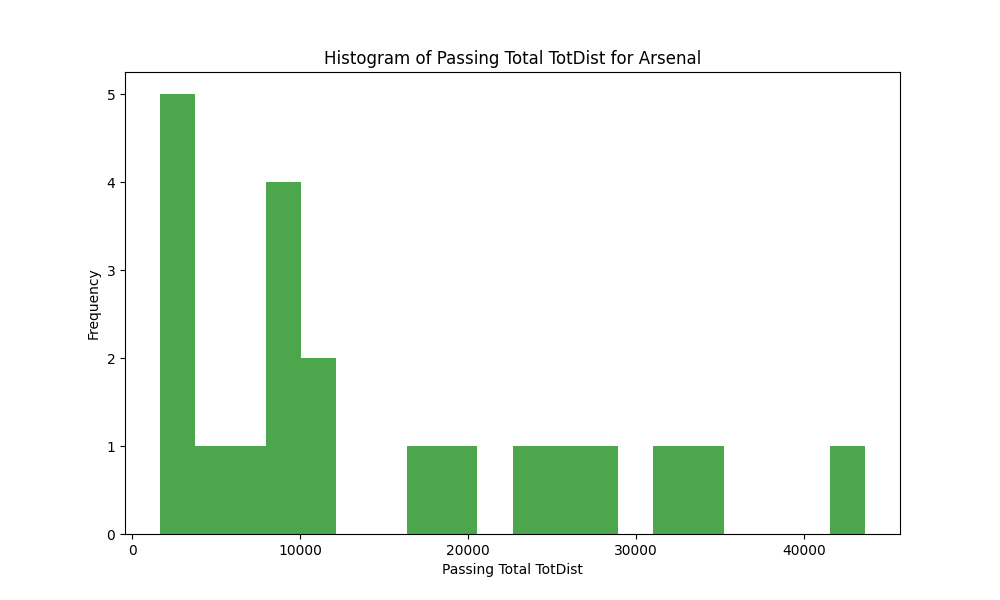 Histogram of Passing Total TotDist for Arsenal
Frequency
5
4
3
2
1
0
0 10000 20000 30000 40000
Passing Total TotDist